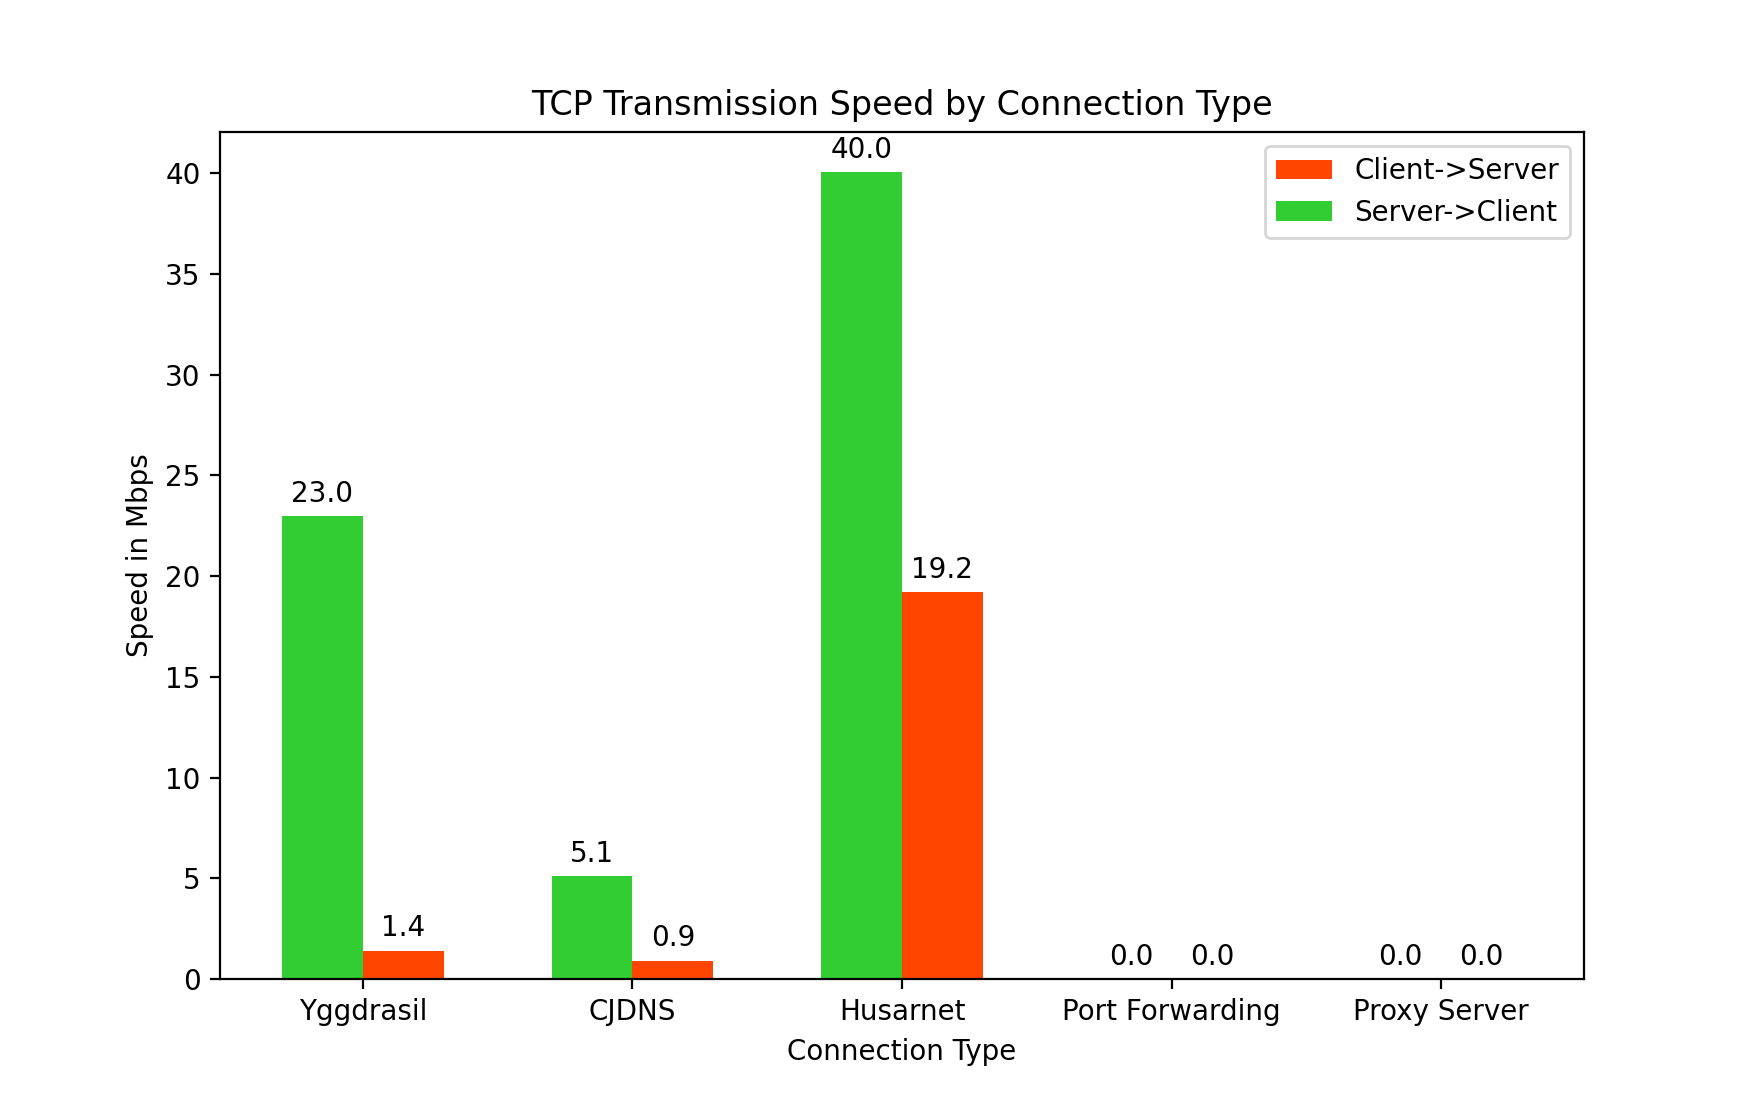 TCP Transmission Speed by Connection Type
Client->Server
Server->Client
Speed in Mbps
40
35
30
25
20
15
10
5
0
23.0
1.4
5.1
0.9
40.0
19.2
0.0
0.0
0.0
0.0
Yggdrasil
CJDNS
Husarnet
Port Forwarding
Proxy Server
Connection Type